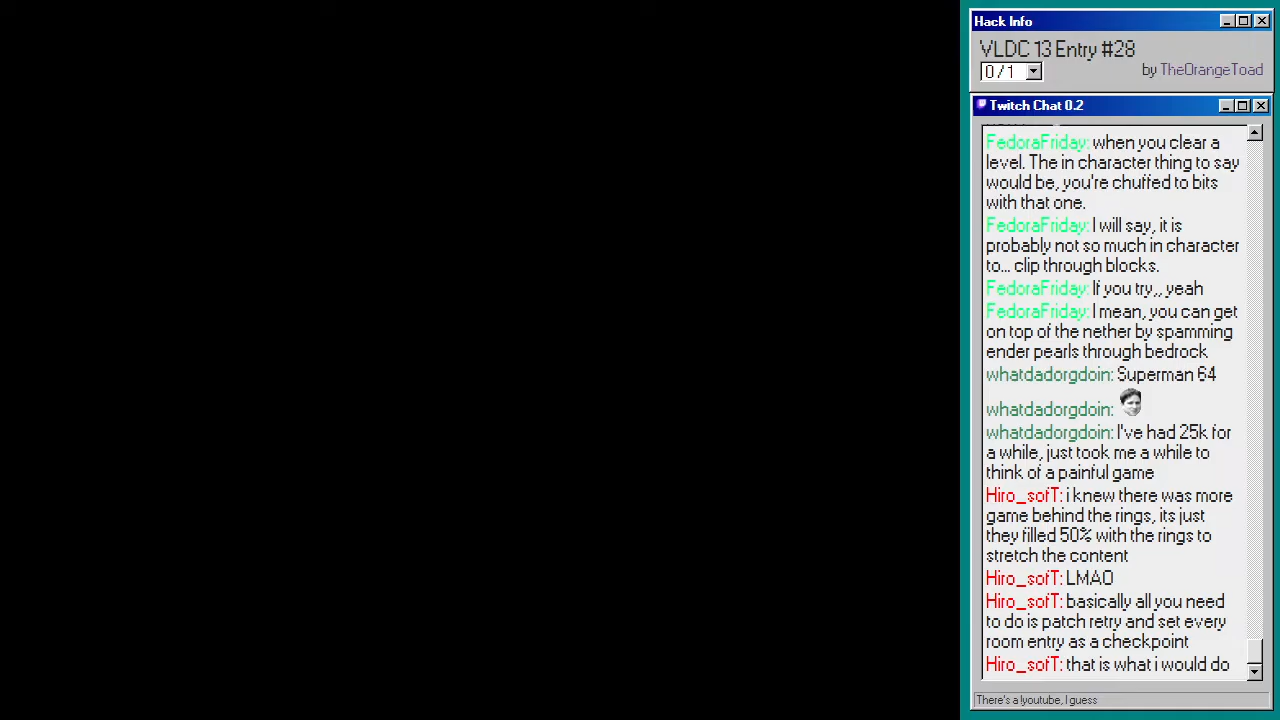 Hack Info
VLDC 13 Entry #28
0/1
by TheOrangeToad
Twitch Chat 0.2
FedoraFriday: when you clear a
level. The in character thing to say
would be, you're chuffed to bits
with that one.
FedoraFriday: I will say, it is
probably not so much in character
to... clip through blocks.
FedoraFriday: If you try,, yeah
FedoraFriday: I mean, you can get
on top of the nether by spamming
ender pearls through bedrock
whatdadorgdoin: Superman 64
whatdadorgdoin:
whatdadorgdoin: I've had 25k for
a while, just took me a while to
think of a painful game
Hiro_sofT: i knew there was more
game behind the rings, its just
they filled 50% with the rings to
stretch the content
Hiro_sofT: LMAO
Hiro_sofT: basically all you need
to do is patch retry and set every
room entry as a checkpoint
Hiro_sofT: that is what i would do
There's a !youtube, I guess